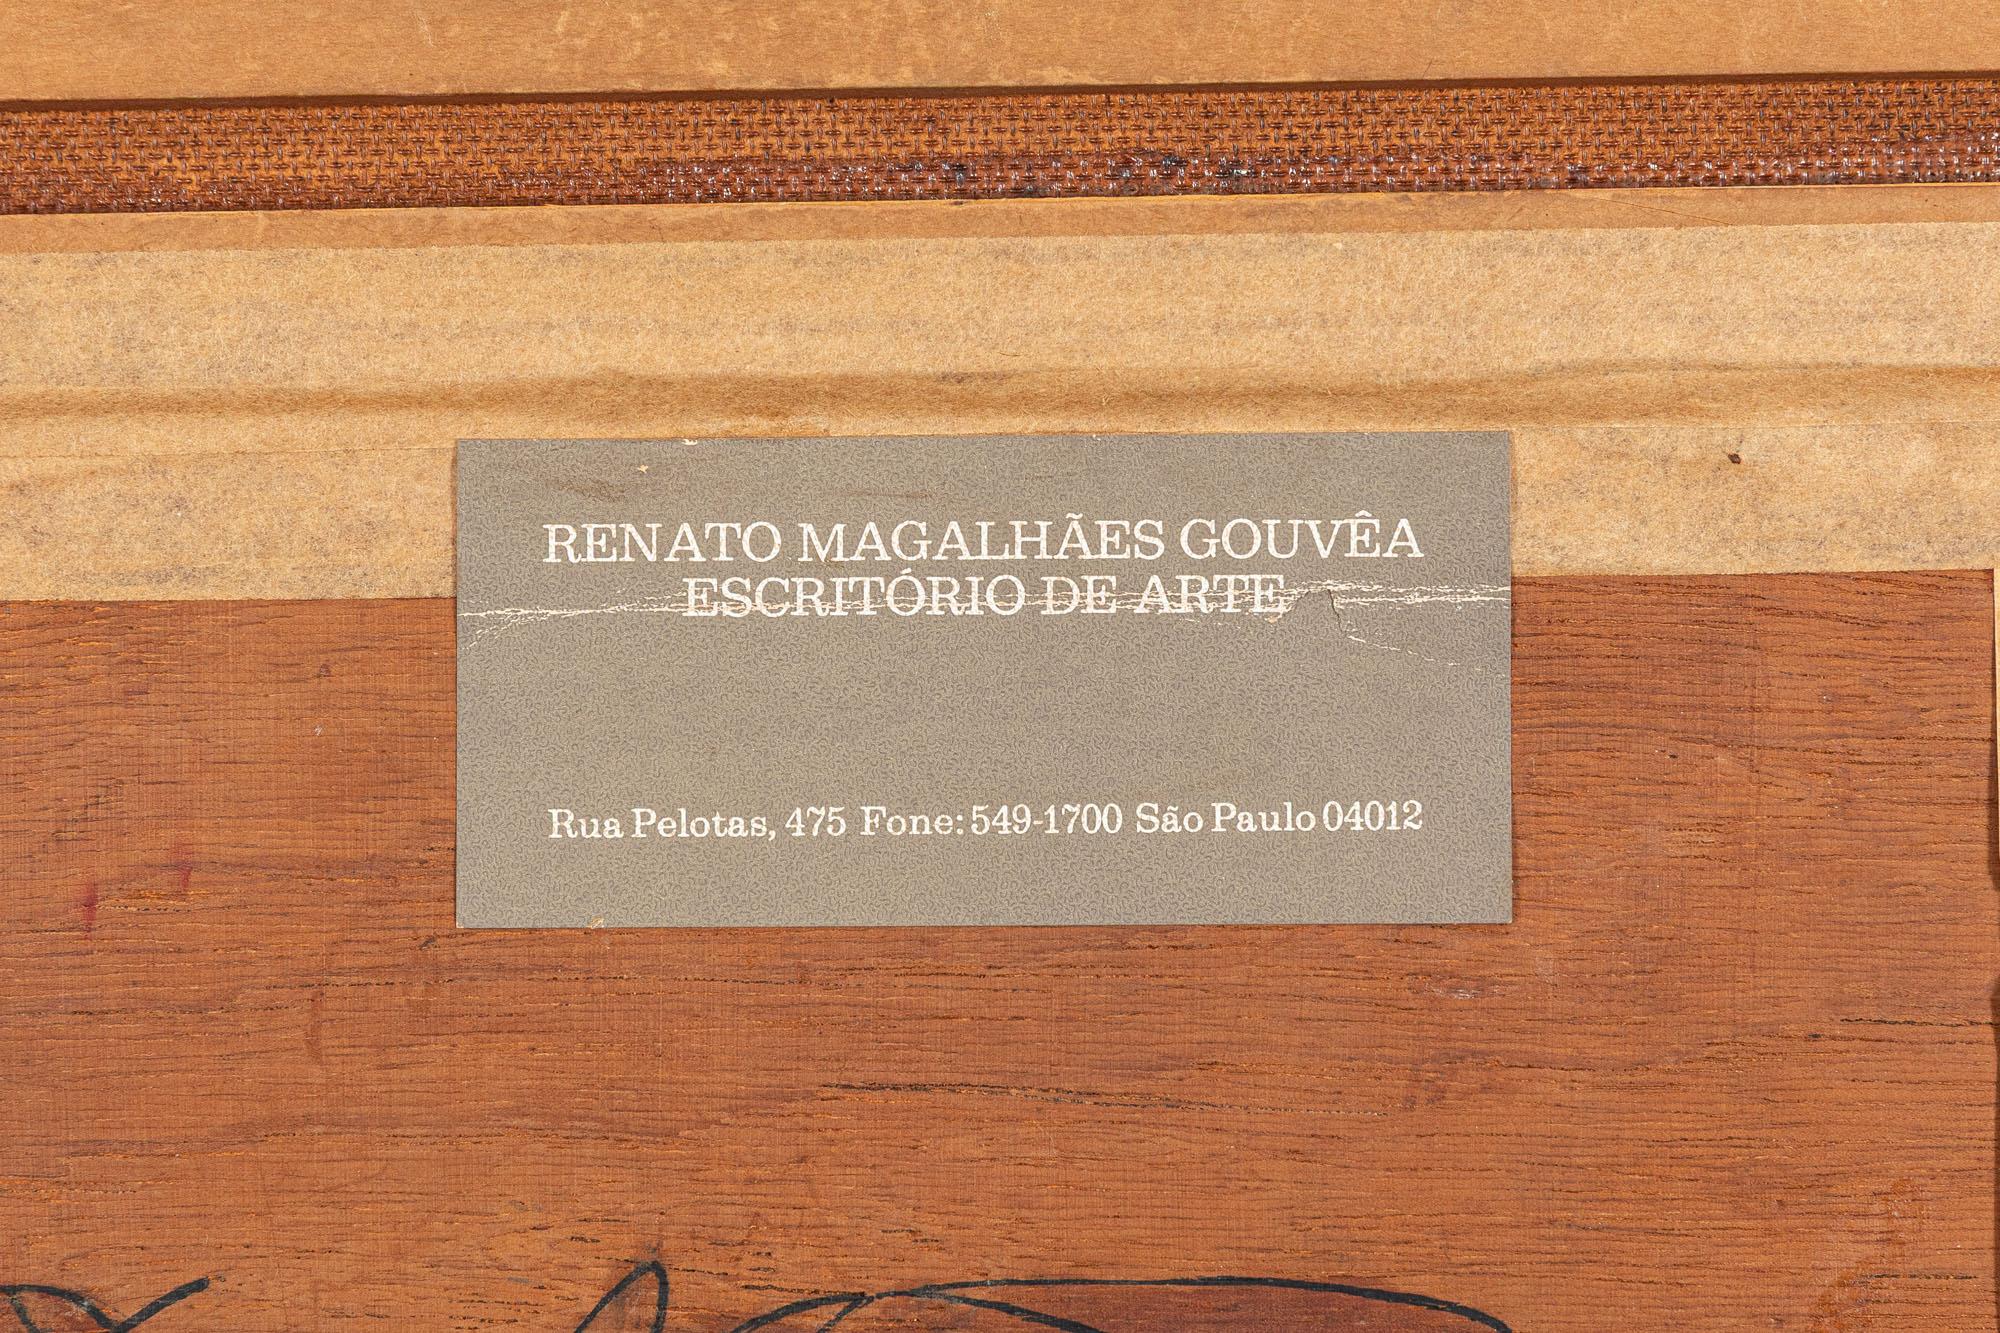 RENATO MAGALHÃES GOUVÊA
ESCRITÓRIO DE ARTE
Rua Pelotas, 475 Fone: 549-1700 São Paulo 04012